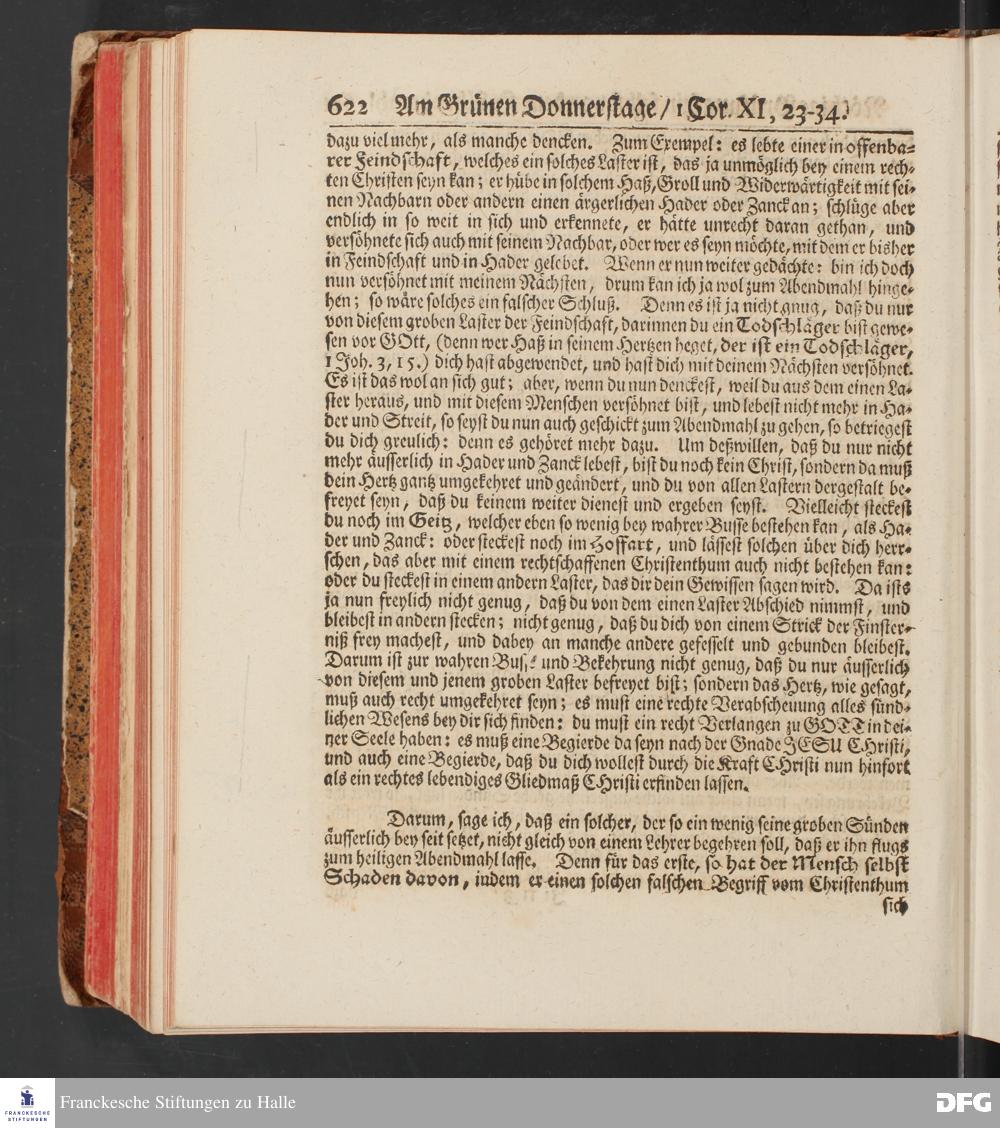 622 Am Grünen Donnerstage / 1 Cor. XI, 23-34.
dazu viel mehr, als manche dencken. Zum Exempel: es lebte einer in offenba-
rer Feindschaft, welches ein solches Laster ist, das ja unmöglich bey einem rech-
ten Christen seyn kan; er hübe in solchem Haß, Groll und Widerwärtigkeit mit sei-
nen Nachbarn oder andern einen ärgerlichen Hader oder Zanck an; schlüge aber
endlich in so weit in sich und erkennete, er hätte unrecht daran gethan, und
versöhnete sich auch mit seinem Nachbar, oder wer es seyn möchte, mit dem er bisher
in Feindschaft und in Hader gelebet. Wenn er nun weiter gedächte: bin ich doch
nun versöhnet mit meinem Nächsten, drum kan ich ja wol zum Abendmahl hinge-
hen; so wäre solches ein falscher Schluß. Denn es ist ja nicht gnug, daß du nur
von diesem groben Laster der Feindschaft, darinnen du ein Todschläger bist gewe-
sen vor GOtt, (denn wer Haß in seinem Hertzen heget, der ist ein Todschläger,
1 Joh. 3, 15.) dich hast abgewendet, und hast dich mit deinem Nächsten versöhnet.
Es ist das wol an sich gut; aber, wenn du nun denckest, weil du aus dem einen La-
ster heraus, und mit diesem Menschen versöhnet bist, und lebest nicht mehr in Ha-
der und Streit, so seyst du nun auch geschickt zum Abendmahl zu gehen, so betriegest
du dich greulich: denn es gehöret mehr dazu. Um deßwillen, daß du nur nicht
mehr äusserlich in Hader und Zanck lebest, bist du noch kein Christ, sondern da muß
dein Hertz gantz umgekehret und geändert, und du von allen Lastern dergestalt be-
freyet seyn, daß du keinem weiter dienest und ergeben seyst. Vielleicht steckest
du noch im Geitz, welcher eben so wenig bey wahrer Busse bestehen kan, als Ha-
der und Zanck: oder steckest noch im Hoffart, und lässest solchen über dich herr-
schen, das aber mit einem rechtschaffenen Christenthum auch nicht bestehen kan:
oder du steckest in einem andern Laster, das dir dein Gewissen sagen wird. Da ists
ja nun freylich nicht genug, daß du von dem einen Laster Abschied nimmst, und
bleibest in andern stecken; nicht genug, daß du dich von einem Strick der Finster-
niß frey machest, und dabey an manche andere gefesselt und gebunden bleibest.
Darum ist zur wahren Busse und Bekehrung nicht genug, daß du nur äusserlich
von diesem und jenem groben Laster befreyet bist; sondern das Hertz, wie gesagt,
muß auch recht umgekehret seyn; es must eine rechte Verabscheuung alles sünd-
lichen Wesens bey dir sich finden: du must ein recht Verlangen zu GOTT in dei-
ner Seele haben: es muß eine Begierde da seyn nach der Gnade JESU CHristi,
und auch eine Begierde, daß du dich wollest durch die Kraft CHristi nun hinfort
als ein rechtes lebendiges Gliedmaß CHristi erfinden lassen.
Darum, sage ich, daß ein solcher, der so ein wenig seine groben Sünden
äusserlich bey seit setzet, nicht gleich von einem Lehrer begehren soll, daß er ihn flugs
zum heiligen Abendmahl lasse. Denn für das erste, so hat der Mensch selbst
Schaden davon, indem er einen solchen falschen Begriff vom Christenthum
sich
FRANCKESCHE
STIFTUNGEN
Franckesche Stiftungen zu Halle
DFG